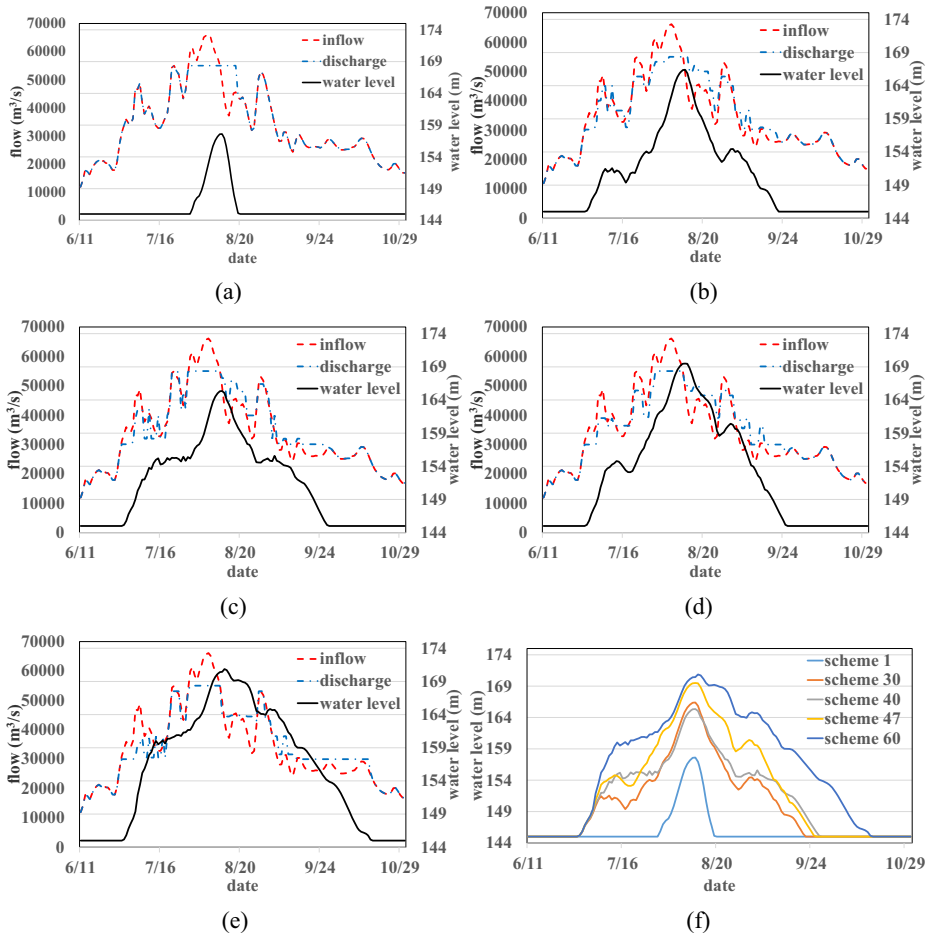 70000
60000
50000
40000
30000
20000
10000
0
flow (m³/s)
inflow
discharge
water level
174
169
164
159
154
149
144
water level (m)
6/11 7/16 8/20 9/24 10/29
date
(a)
70000
60000
50000
40000
30000
20000
10000
0
flow (m³/s)
inflow
discharge
water level
174
169
164
159
154
149
144
water level (m)
6/11 7/16 8/20 9/24 10/29
date
(b)
70000
60000
50000
40000
30000
20000
10000
0
flow (m³/s)
inflow
discharge
water level
174
169
164
159
154
149
144
water level (m)
6/11 7/16 8/20 9/24 10/29
date
(c)
70000
60000
50000
40000
30000
20000
10000
0
flow (m³/s)
inflow
discharge
water level
174
169
164
159
154
149
144
water level (m)
6/11 7/16 8/20 9/24 10/29
date
(d)
70000
60000
50000
40000
30000
20000
10000
0
flow (m³/s)
inflow
discharge
water level
174
169
164
159
154
149
144
water level (m)
6/11 7/16 8/20 9/24 10/29
date
(e)
174
169
164
159
154
149
144
water level (m)
scheme 1
scheme 30
scheme 40
scheme 47
scheme 60
6/11 7/16 8/20 9/24 10/29
date
(f)